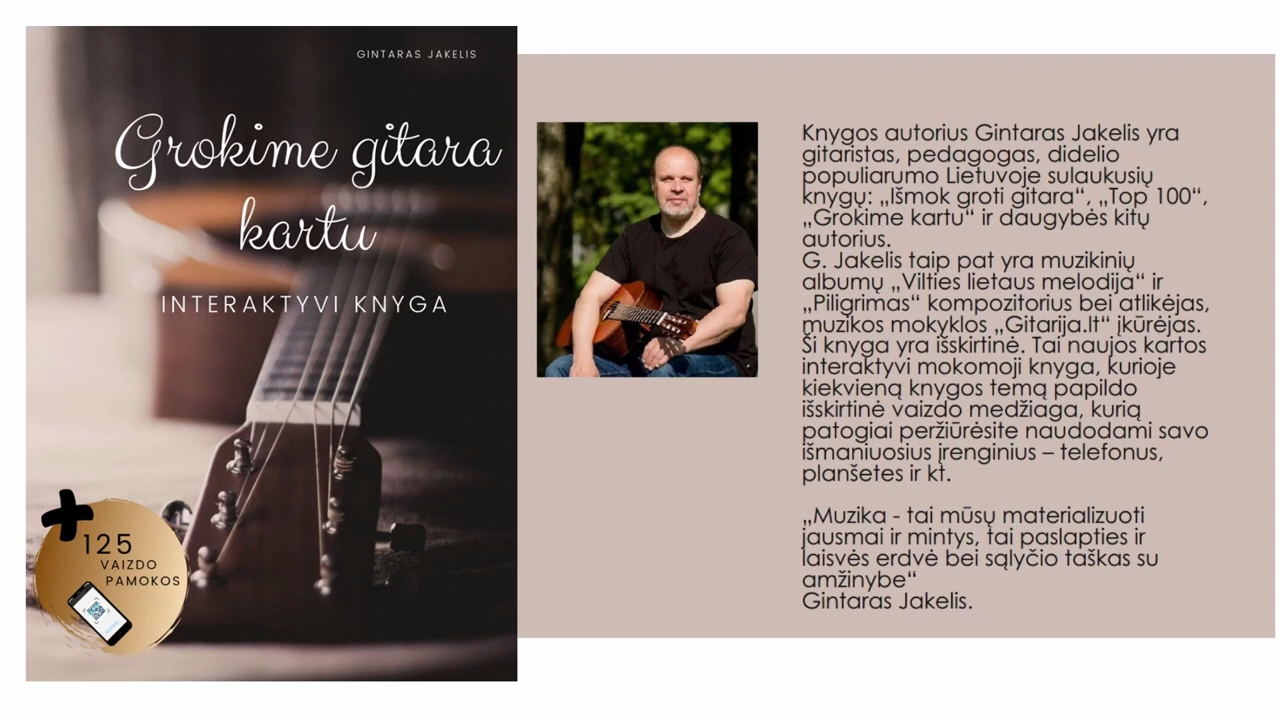 GINTARAS JAKELIS
Grokime gitara
kartu
INTERAKTYVI KNYGA
125
VAIZDO
PAMOKOS
Knygos autorius Gintaras Jakelis yra
gitaristas, pedagogas, didelio
populiarumo Lietuvoje sulaukusių
knygų: „Išmok groti gitara“, „Top 100“,
„Grokime kartu“ ir daugybės kitų
autorius.
G. Jakelis taip pat yra muzikinių
albumų „Vilties lietaus melodija“ ir
„Piligrimas“ kompozitorius bei atlikėjas,
muzikos mokyklos „Gitarija.lt“ įkūrėjas.
Ši knyga yra išskirtinė. Tai naujos kartos
interaktyvi mokomoji knyga, kurioje
kiekvieną knygos temą papildo
išskirtinė vaizdo medžiaga, kurią
patogiai peržiūrėsite naudodami savo
išmaniuosius įrenginius – telefonus,
planšetes ir kt.
„Muzika - tai mūsų materializuoti
jausmai ir mintys, tai paslapties ir
laisvės erdvė bei sąlyčio taškas su
amžinybe“
Gintaras Jakelis.